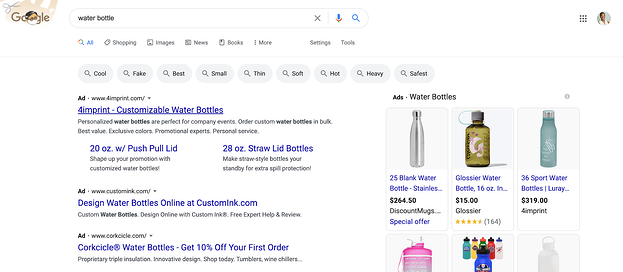 Google
water bottle
All
Shopping
Images
News
Books
More
Settings
Tools
Cool
Fake
Best
Small
Thin
Soft
Hot
Heavy
Safest
Ad · www.4imprint.com/
4imprint - Customizable Water Bottles
Personalized water bottles are perfect for company events. Order custom water bottles in bulk.
Best value. Exclusive colors. Promotional experts. Personal service.
20 oz. w/ Push Pull Lid
Shape up your promotion with
customized water bottles!
28 oz. Straw Lid Bottles
Make straw-style bottles your
standby for extra spill protection!
Ad · www.customink.com/
Design Water Bottles Online at CustomInk.com
Custom Water Bottles. Design Online with Custom Ink®. Free Expert Help & Review.
Ad · www.corkcicle.com/
Corkcicle® Water Bottles - Get 10% Off Your First Order
Proprietary triple insulation. Innovative design. Shop today. Tumblers, wine chillers...
Ads · Water Bottles
25 Blank Water
Bottle - Stainles...
$264.50
DiscountMugs....
Special offer
Glossier Water
Bottle, 16 oz. In...
$15.00
Glossier
(164)
36 Sport Water
Bottles | Luray...
$319.00
4imprint